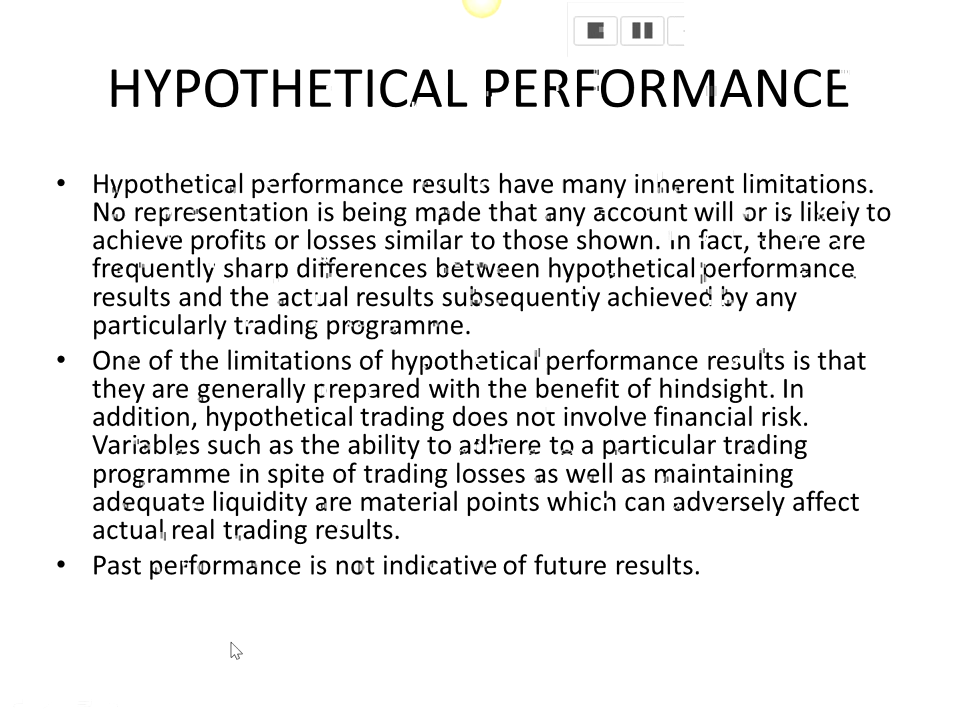 HYPOTHETICAL PERFORMANCE
• Hypothetical performance results have many inherent limitations.
No representation is being made that any account will or is likely to
achieve profits or losses similar to those shown. In fact, there are
frequently sharp differences between hypothetical performance
results and the actual results subsequently achieved by any
particularly trading programme.
• One of the limitations of hypothetical performance results is that
they are generally prepared with the benefit of hindsight. In
addition, hypothetical trading does not involve financial risk.
Variables such as the ability to adhere to a particular trading
programme in spite of trading losses as well as maintaining
adequate liquidity are material points which can adversely affect
actual real trading results.
• Past performance is not indicative of future results.